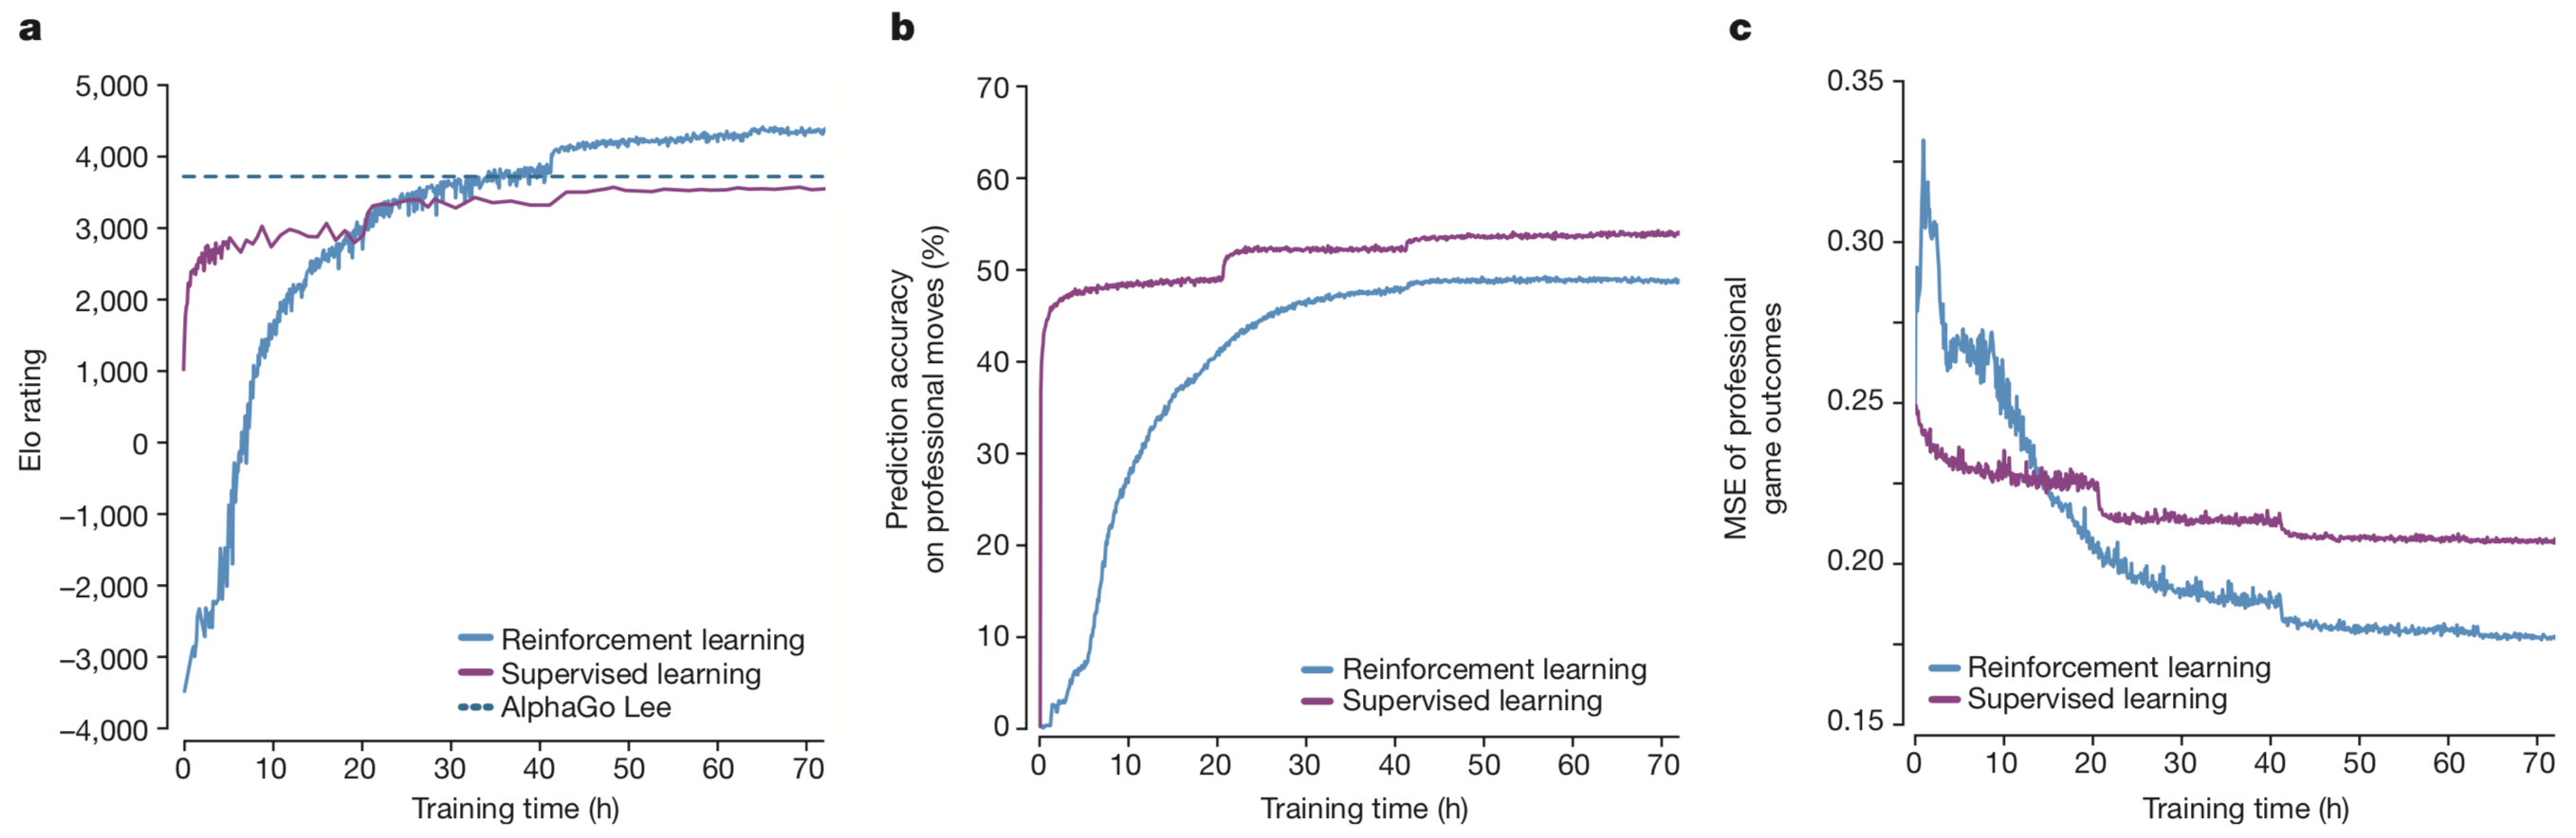 a
5,000
4,000
3,000
2,000
1,000
0
–1,000
–2,000
–3,000
–4,000
Elo rating
0 10 20 30 40 50 60 70
Training time (h)
Reinforcement learning
Supervised learning
AlphaGo Lee
b
70
60
50
40
30
20
10
0
Prediction accuracy
on professional moves (%)
0 10 20 30 40 50 60 70
Training time (h)
Reinforcement learning
Supervised learning
c
0.35
0.30
0.25
0.20
0.15
MSE of professional
game outcomes
0 10 20 30 40 50 60 70
Training time (h)
Reinforcement learning
Supervised learning